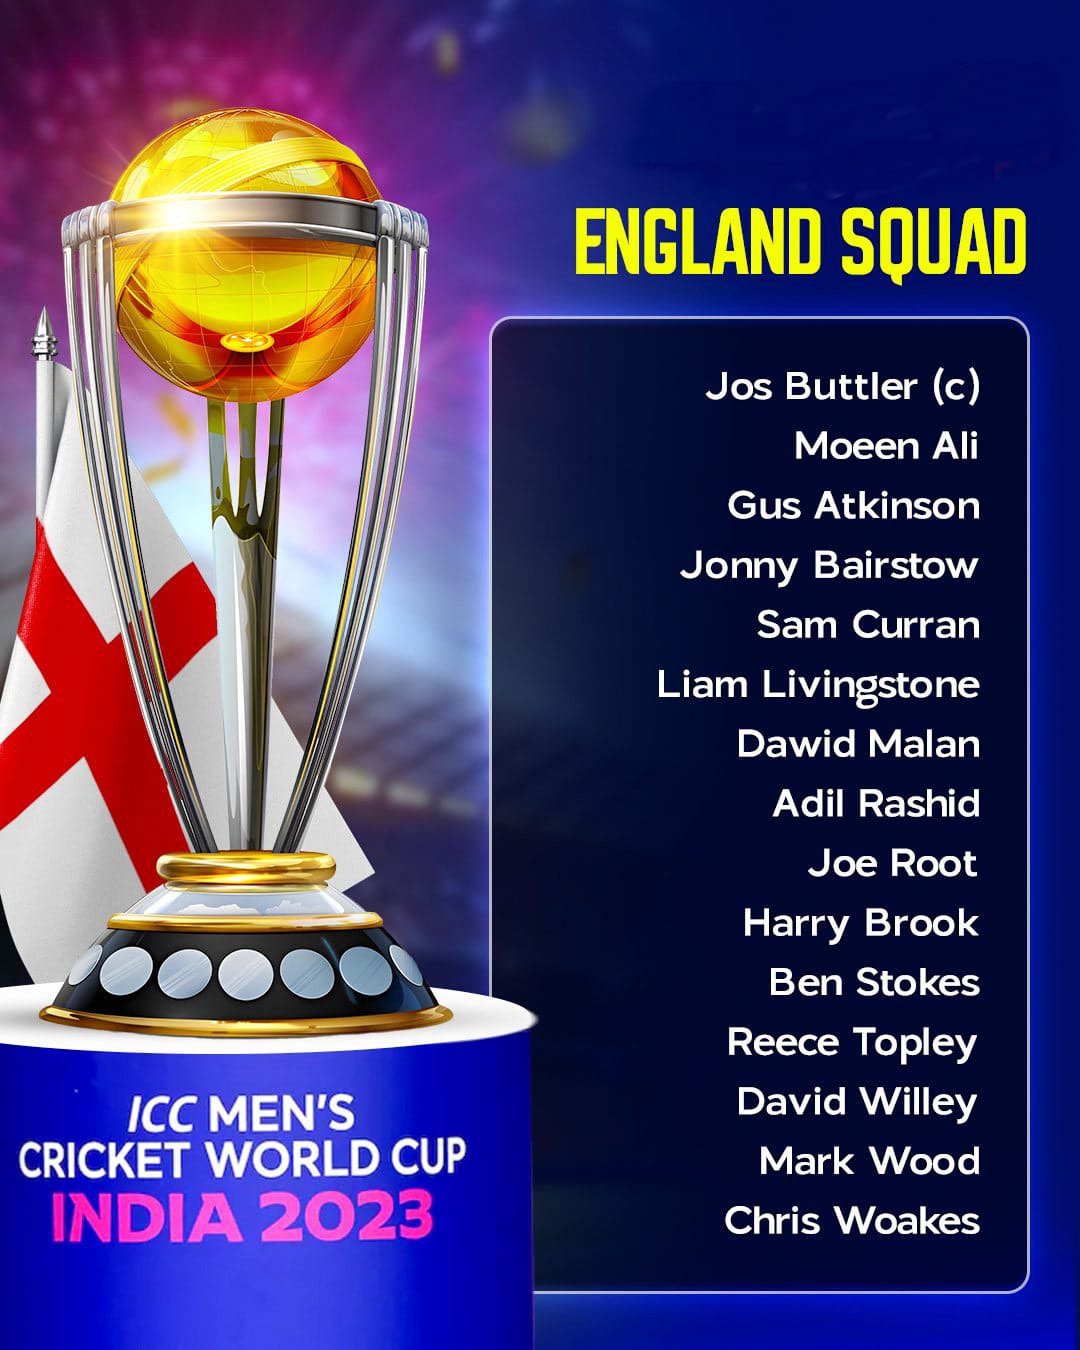 ENGLAND SQUAD
Jos Buttler (c)
Moeen Ali
Gus Atkinson
Jonny Bairstow
Sam Curran
Liam Livingstone
Dawid Malan
Adil Rashid
Joe Root
Harry Brook
Ben Stokes
Reece Topley
David Willey
Mark Wood
Chris Woakes
ICC MEN'S
CRICKET WORLD CUP
INDIA 2023